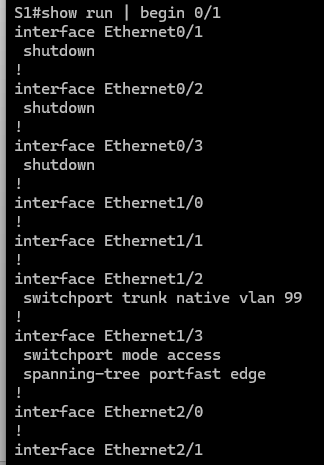 S1#show run | begin 0/1
interface Ethernet0/1
 shutdown
!
interface Ethernet0/2
 shutdown
!
interface Ethernet0/3
 shutdown
!
interface Ethernet1/0
!
interface Ethernet1/1
!
interface Ethernet1/2
 switchport trunk native vlan 99
!
interface Ethernet1/3
 switchport mode access
 spanning-tree portfast edge
!
interface Ethernet2/0
!
interface Ethernet2/1